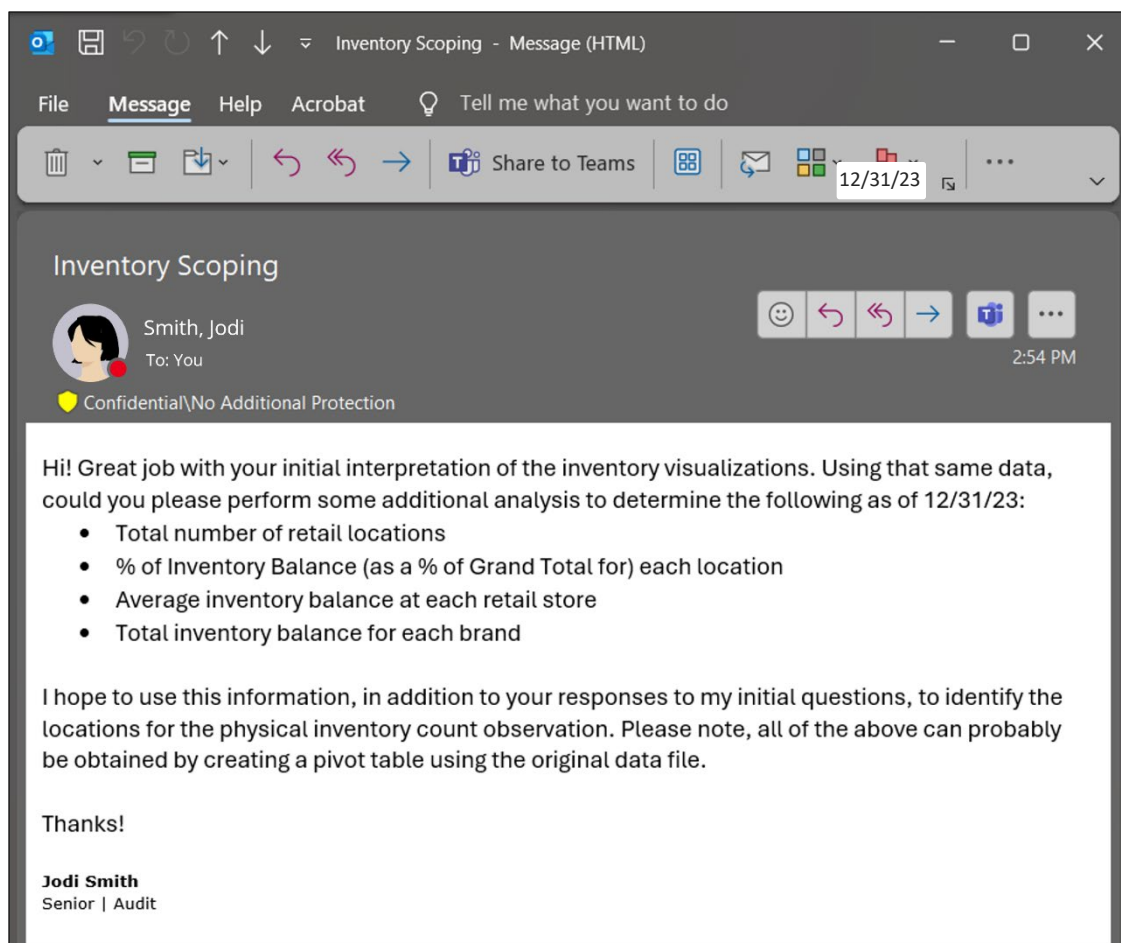 Inventory Scoping - Message (HTML)
File Message Help Acrobat Tell me what you want to do
Share to Teams
12/31/23
Inventory Scoping
Smith, Jodi
To: You
2:54 PM
Confidential\No Additional Protection
Hi! Great job with your initial interpretation of the inventory visualizations. Using that same data,
could you please perform some additional analysis to determine the following as of 12/31/23:
• Total number of retail locations
• % of Inventory Balance (as a % of Grand Total for) each location
• Average inventory balance at each retail store
• Total inventory balance for each brand
I hope to use this information, in addition to your responses to my initial questions, to identify the
locations for the physical inventory count observation. Please note, all of the above can probably
be obtained by creating a pivot table using the original data file.
Thanks!
Jodi Smith
Senior | Audit